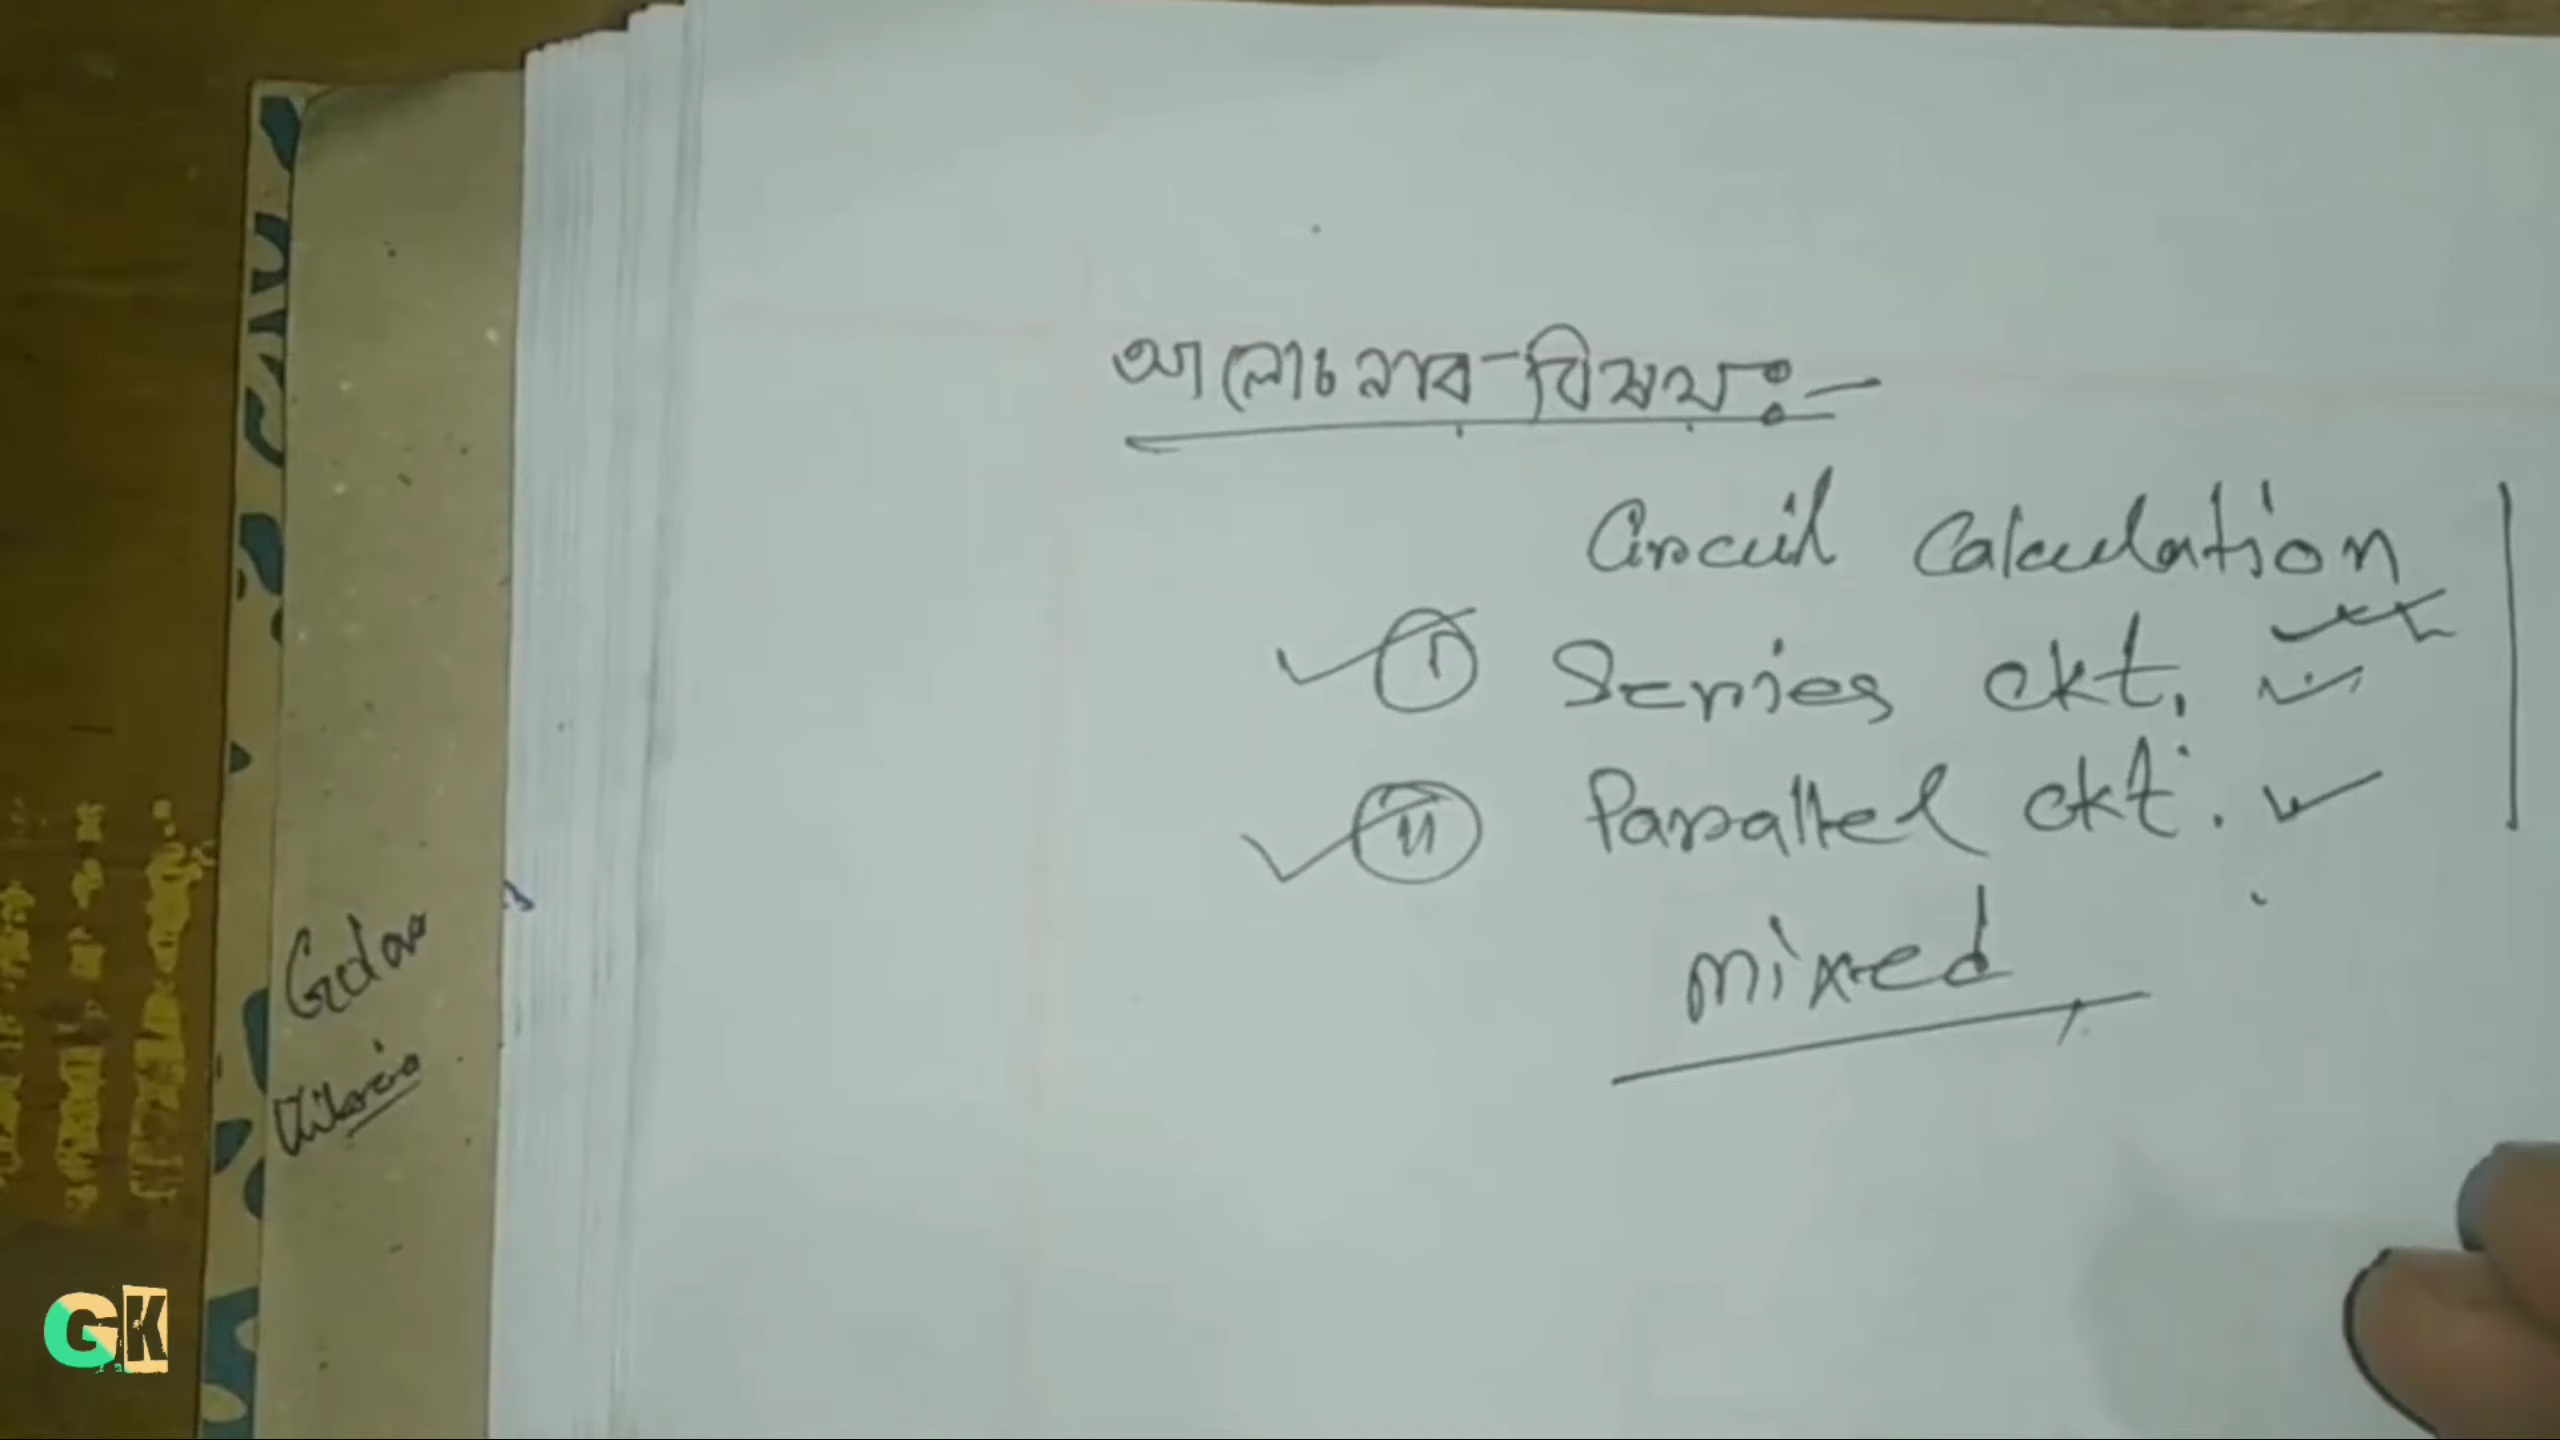 আলোচনার বিষয়ঃ-
Circuit Calculation
I Series ckt.
II Parallel ckt.
mixed
GK